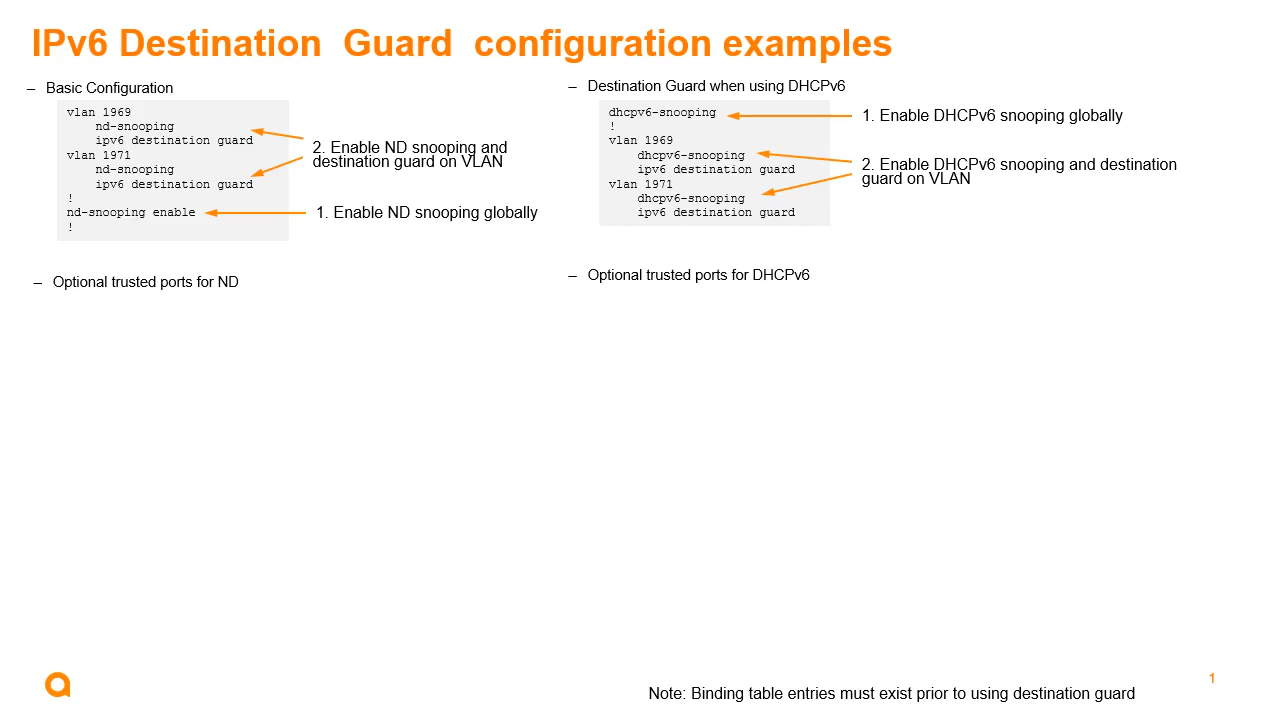 IPv6 Destination  Guard  configuration examples
– Basic Configuration
vlan 1969
    nd-snooping
    ipv6 destination guard
vlan 1971
    nd-snooping
    ipv6 destination guard
!
nd-snooping enable
!
2. Enable ND snooping and
destination guard on VLAN
1. Enable ND snooping globally
– Optional trusted ports for ND
– Destination Guard when using DHCPv6
dhcpv6-snooping
!
vlan 1969
    dhcpv6-snooping
    ipv6 destination guard
vlan 1971
    dhcpv6-snooping
    ipv6 destination guard
1. Enable DHCPv6 snooping globally
2. Enable DHCPv6 snooping and destination
guard on VLAN
– Optional trusted ports for DHCPv6
Note: Binding table entries must exist prior to using destination guard
1